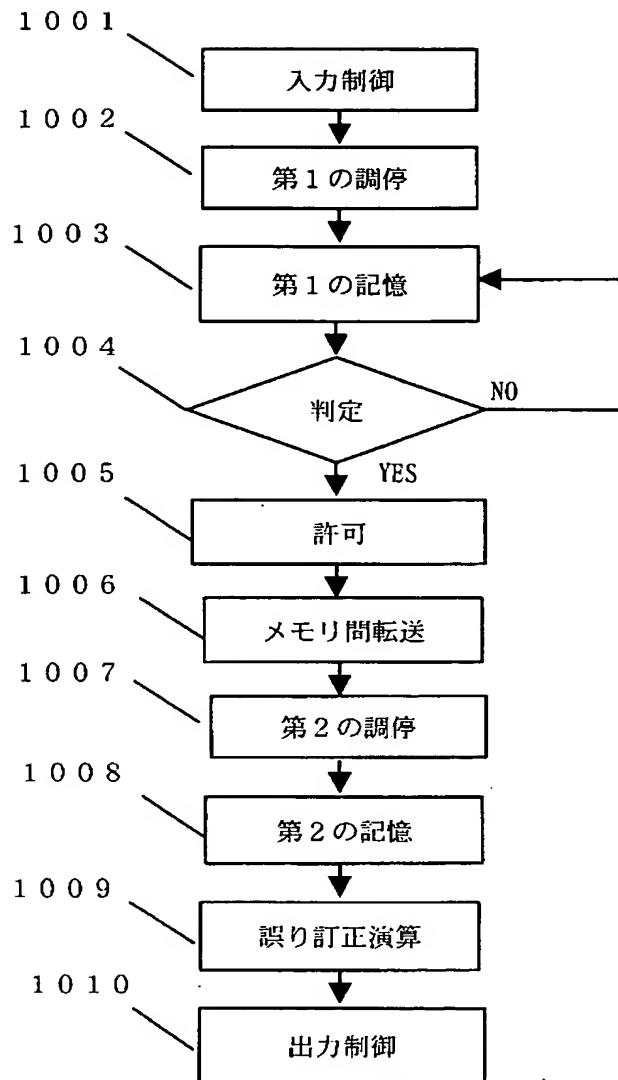 １００１
入力制御
１００２
第１の調停
１００３
第１の記憶
１００４
判定
NO
YES
１００５
許可
１００６
メモリ間転送
１００７
第２の調停
１００８
第２の記憶
１００９
誤り訂正演算
１０１０
出力制御